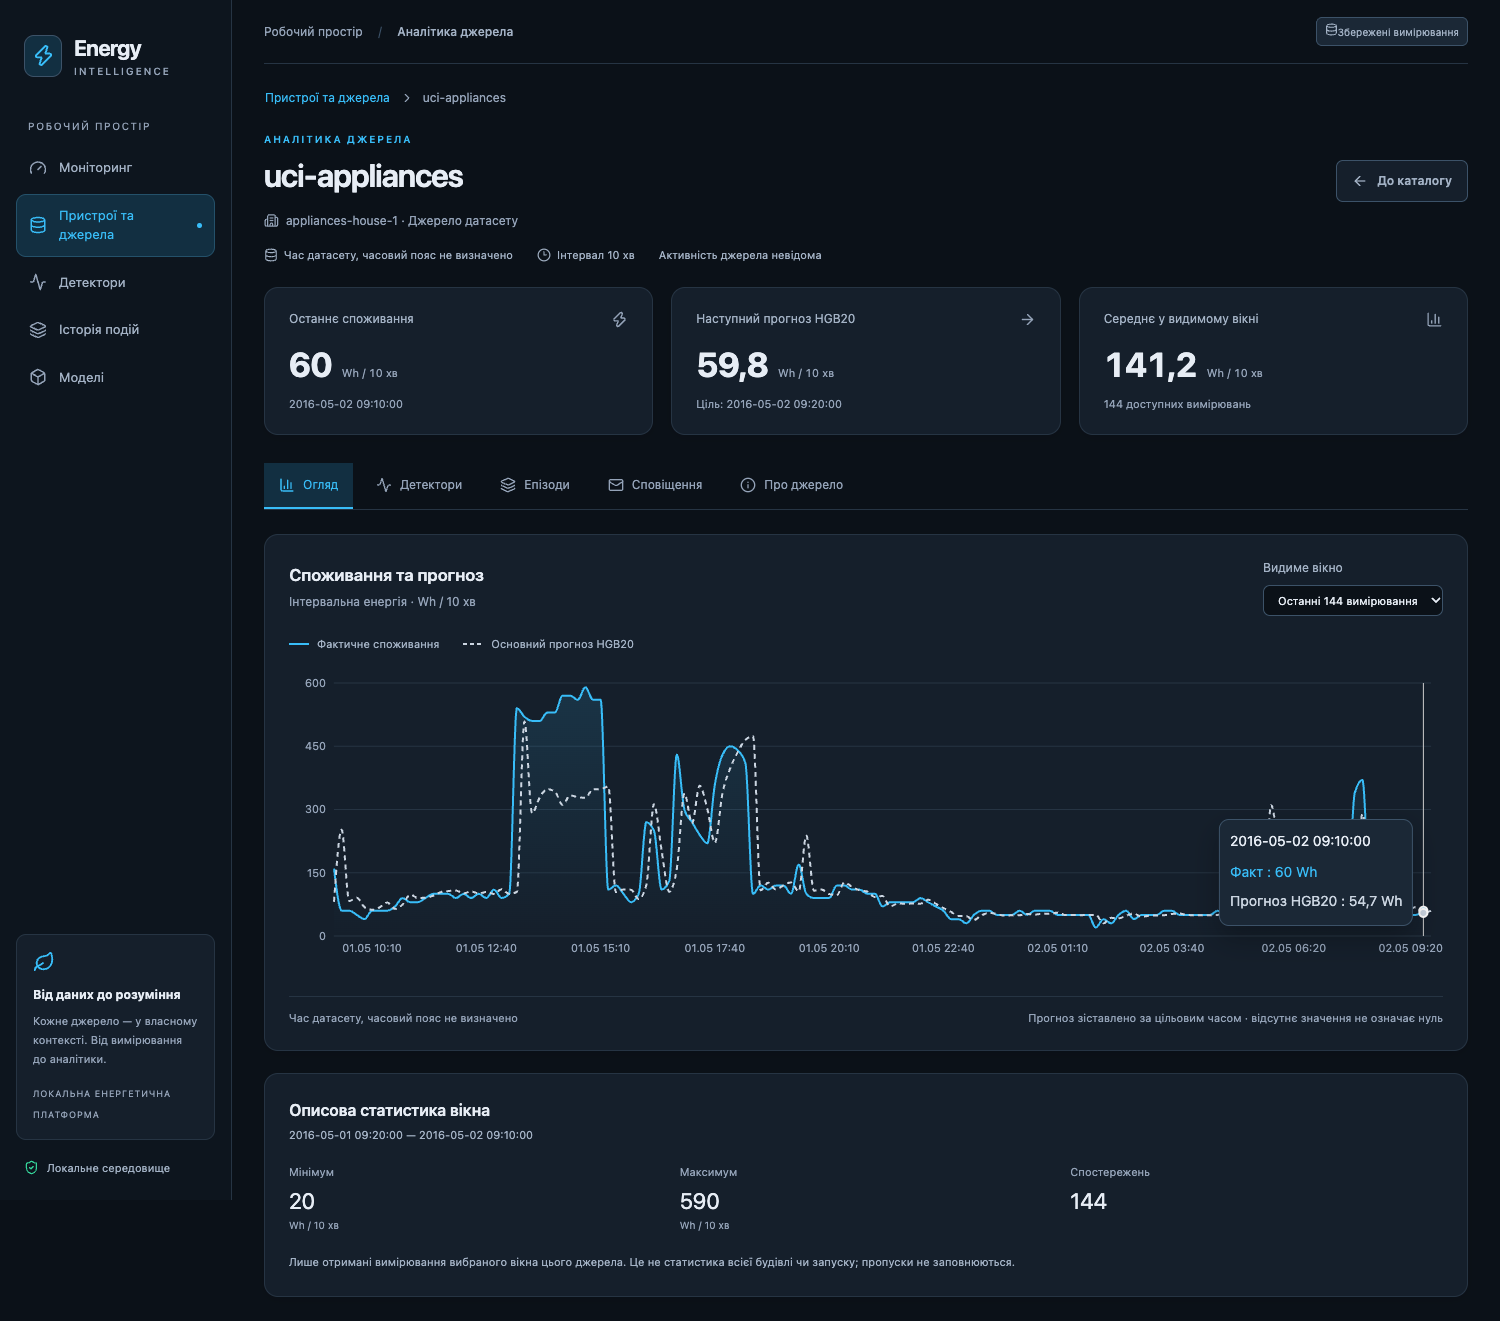 Energy
INTELLIGENCE
РОБОЧИЙ ПРОСТІР
Моніторинг
Пристрої та
джерела
Детектори
Історія подій
Моделі
Від даних до розуміння
Кожне джерело — у власному
контексті. Від вимірювання
до аналітики.
ЛОКАЛЬНА ЕНЕРГЕТИЧНА
ПЛАТФОРМА
Локальне середовище
Робочий простір / Аналітика джерела
Збережені вимірювання
Пристрої та джерела > uci-appliances
АНАЛІТИКА ДЖЕРЕЛА
uci-appliances
До каталогу
appliances-house-1 · Джерело датасету
Час датасету, часовий пояс не визначено Інтервал 10 хв Активність джерела невідома
Останнє споживання
60 Wh / 10 хв
2016-05-02 09:10:00
Наступний прогноз HGB20
59,8 Wh / 10 хв
Ціль: 2016-05-02 09:20:00
Середнє у видимому вікні
141,2 Wh / 10 хв
144 доступних вимірювань
Огляд Детектори Епізоди Сповіщення Про джерело
Споживання та прогноз
Інтервальна енергія · Wh / 10 хв
Видиме вікно
Останні 144 вимірювання
Фактичне споживання Основний прогноз HGB20
600
450
300
150
0
2016-05-02 09:10:00
Факт : 60 Wh
Прогноз HGB20 : 54,7 Wh
01.05 10:10 01.05 12:40 01.05 15:10 01.05 17:40 01.05 20:10 01.05 22:40 02.05 01:10 02.05 03:40 02.05 06:20 02.05 09:20
Час датасету, часовий пояс не визначено
Прогноз зіставлено за цільовим часом · відсутнє значення не означає нуль
Описова статистика вікна
2016-05-01 09:20:00 — 2016-05-02 09:10:00
Мінімум
20
Wh / 10 хв
Максимум
590
Wh / 10 хв
Спостережень
144
Лише отримані вимірювання вибраного вікна цього джерела. Це не статистика всієї будівлі чи запуску; пропуски не заповнюються.